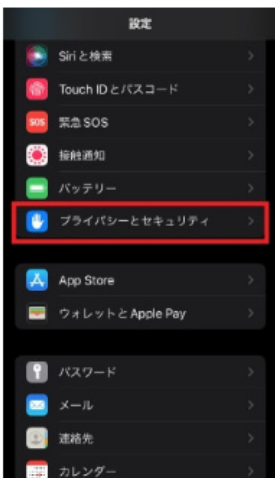 設定
Siriと検索
Touch IDとパスコード
SOS 緊急SOS
接触通知
バッテリー
プライバシーとセキュリティ
App Store
ウォレットとApple Pay
パスワード
メール
連絡先
カレンダー